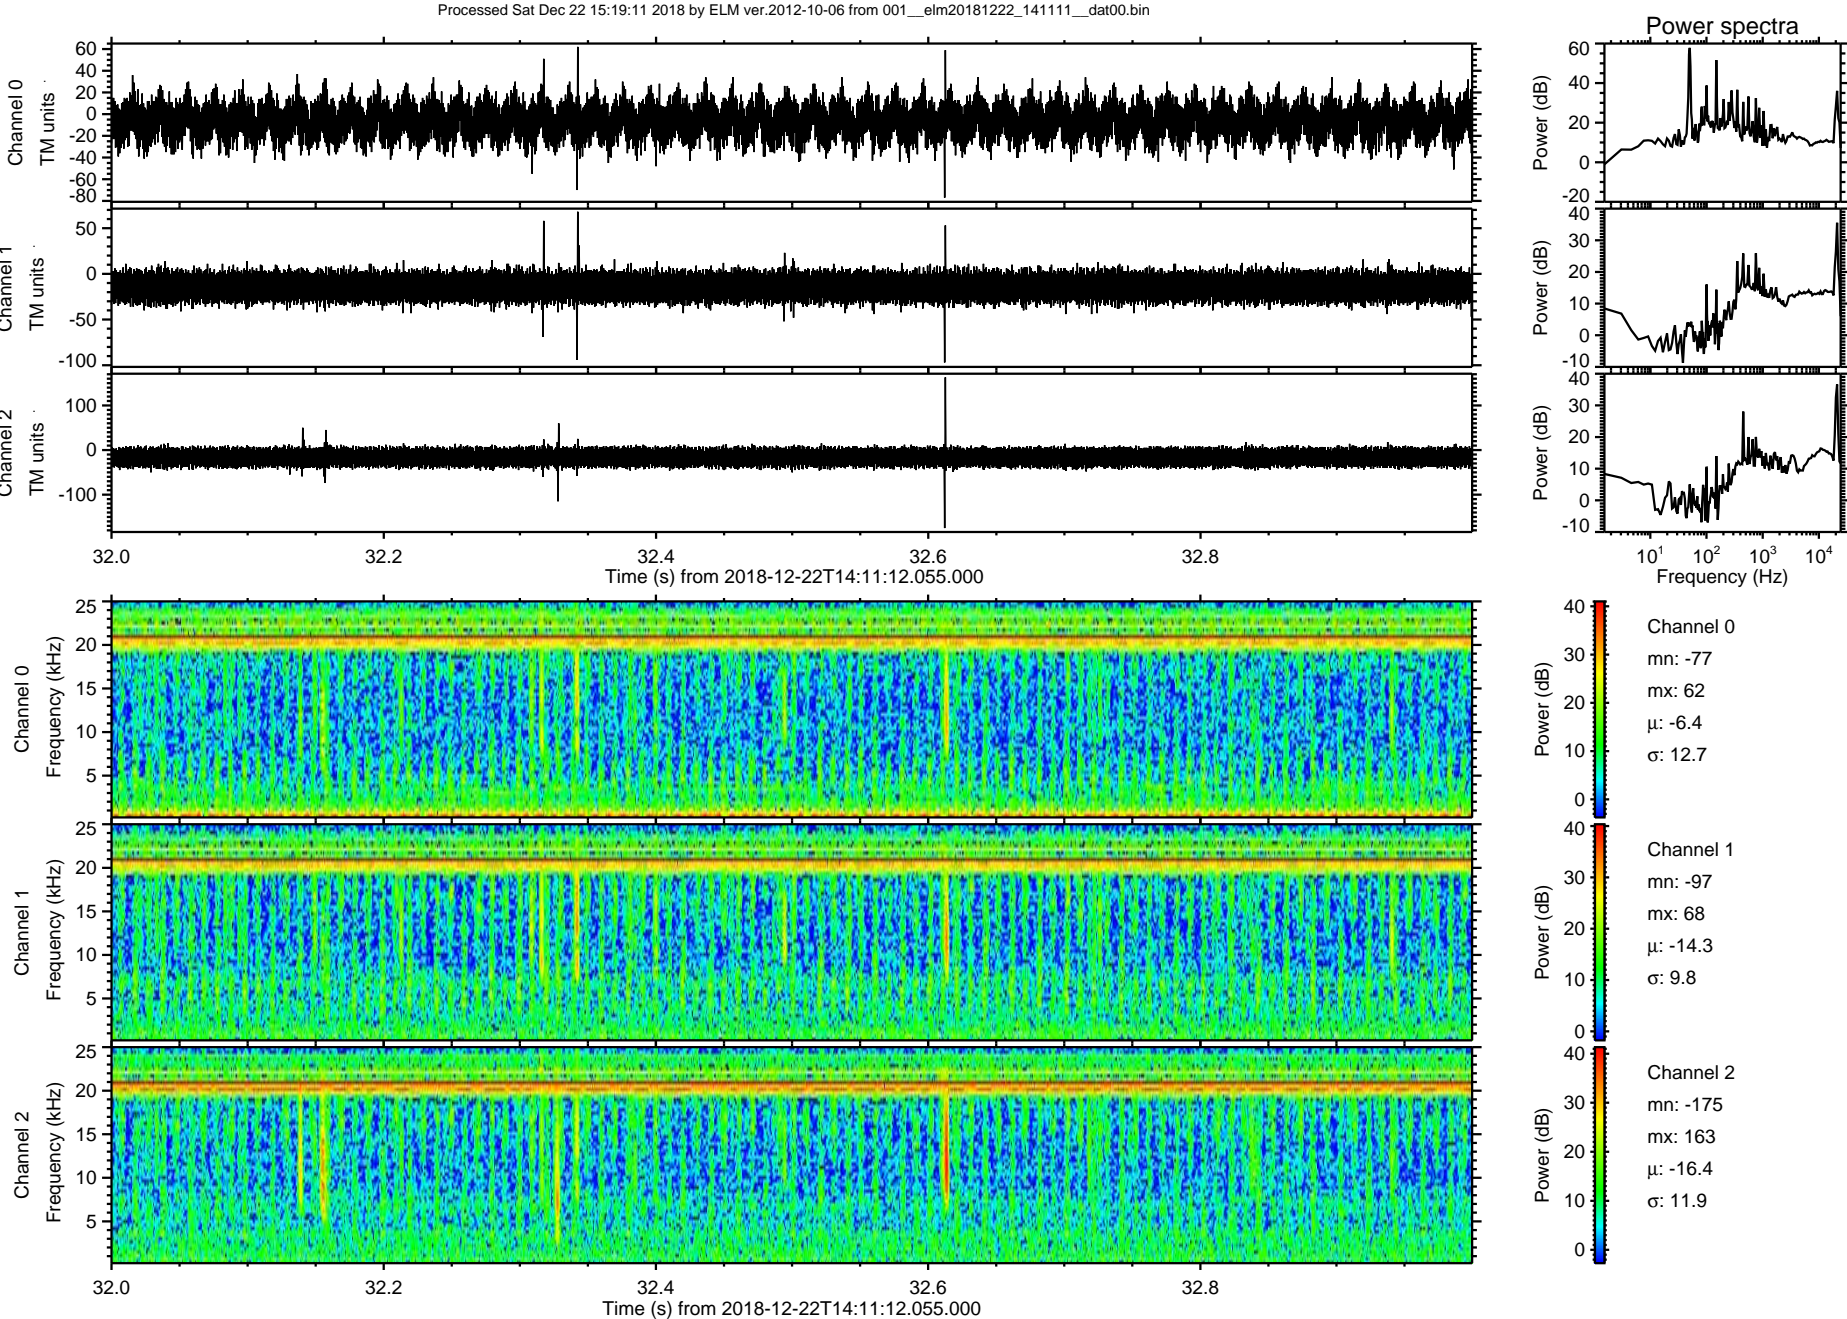 Processed Sat Dec 22 15:19:11 2018 by ELM ver.2012-10-06 from 001__elm20181222_141111__dat00.bin
Power spectra
Channel 0
TM units
60
40
20
0
-20
-40
-60
-80
Power (dB)
60
40
20
0
-20
Channel 1
TM units
50
0
-50
-100
Power (dB)
40
30
20
10
0
-10
Channel 2
TM units
100
0
-100
Power (dB)
40
30
20
10
0
-10
32.0 32.2 32.4 32.6 32.8
Time (s) from 2018-12-22T14:11:12.055.000
10¹ 10² 10³ 10⁴
Frequency (Hz)
Channel 0
Frequency (kHz)
25
20
15
10
5
Power (dB)
40
30
20
10
0
Channel 0
mn: -77
mx: 62
μ: -6.4
σ: 12.7
Channel 1
Frequency (kHz)
25
20
15
10
5
Power (dB)
40
30
20
10
0
Channel 1
mn: -97
mx: 68
μ: -14.3
σ: 9.8
Channel 2
Frequency (kHz)
25
20
15
10
5
Power (dB)
40
30
20
10
0
Channel 2
mn: -175
mx: 163
μ: -16.4
σ: 11.9
32.0 32.2 32.4 32.6 32.8
Time (s) from 2018-12-22T14:11:12.055.000